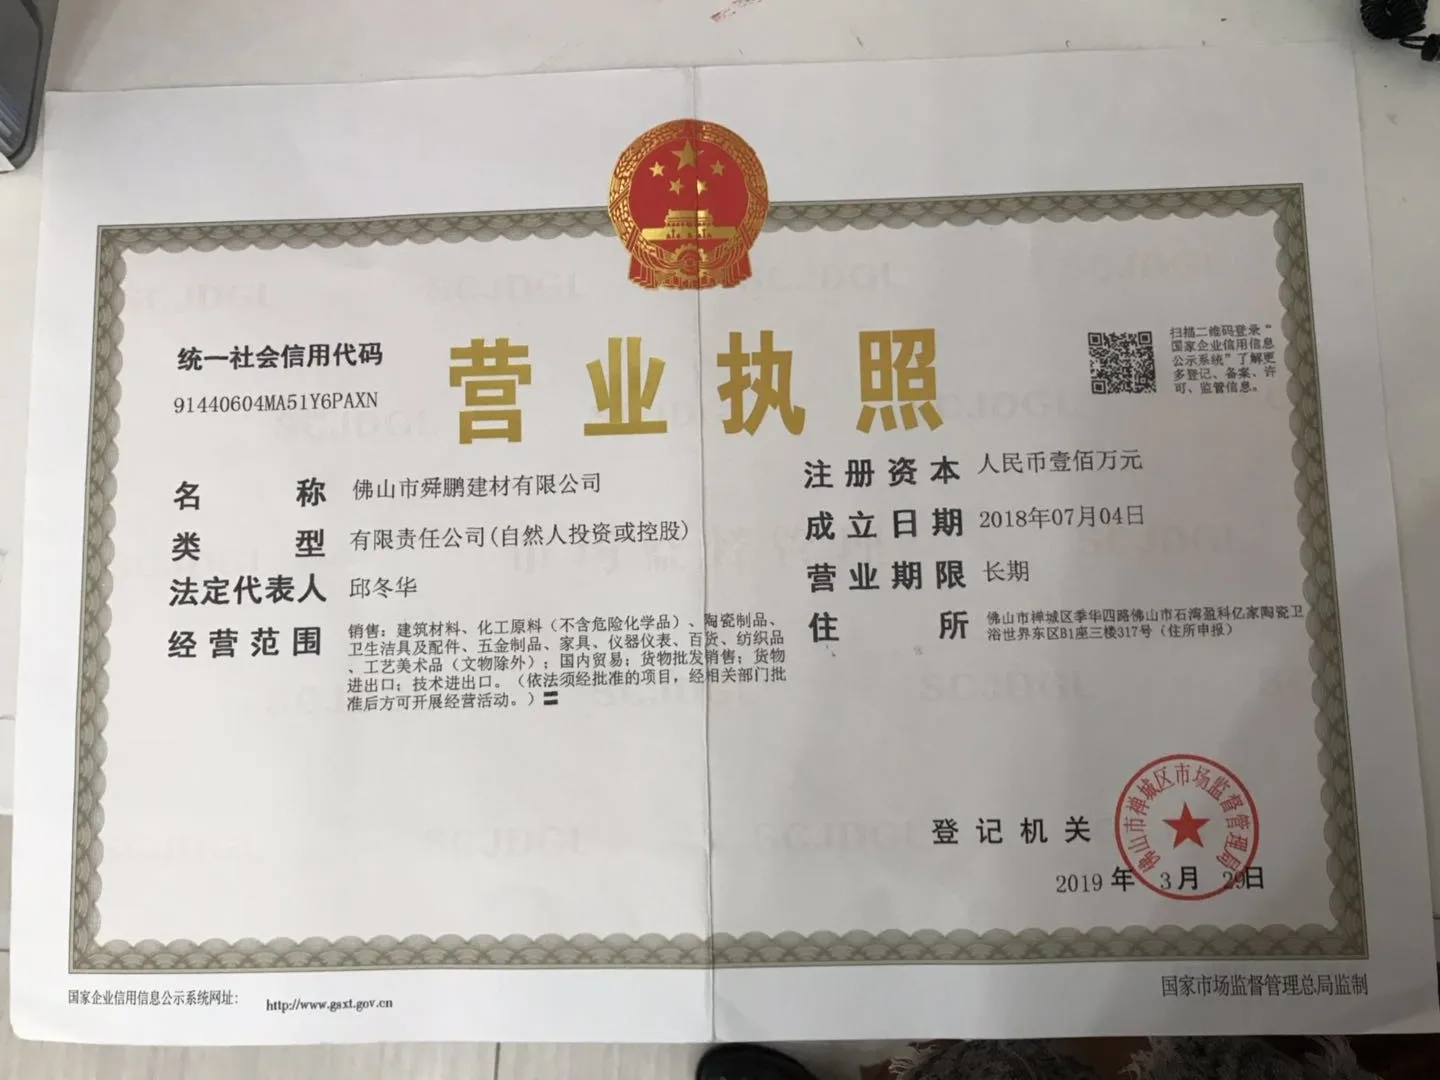 统一社会信用代码
91440604MA51Y6PAXN
营业执照
扫描二维码登录“
国家企业信用信息
公示系统”了解更
多登记、备案、许
可、监管信息。
名称 佛山市舜鹏建材有限公司
类型 有限责任公司(自然人投资或控股)
法定代表人 邱冬华
经营范围 销售：建筑材料、化工原料（不含危险化学品）、陶瓷制品、
卫生洁具及配件、五金制品、家具、仪器仪表、百货、纺织品
、工艺美术品（文物除外）；国内贸易；货物批发销售；货物
进出口；技术进出口。（依法须经批准的项目，经相关部门批
准后方可开展经营活动。）
注册资本 人民币壹佰万元
成立日期 2018年07月04日
营业期限 长期
住所 佛山市禅城区季华四路佛山市石湾盈科亿家陶瓷卫
浴世界东区B1座三楼317号（住所申报）
登记机关
佛山市禅城区市场监督管理局
2019年3月29日
国家企业信用信息公示系统网址： http://www.gsxt.gov.cn
国家市场监督管理总局监制